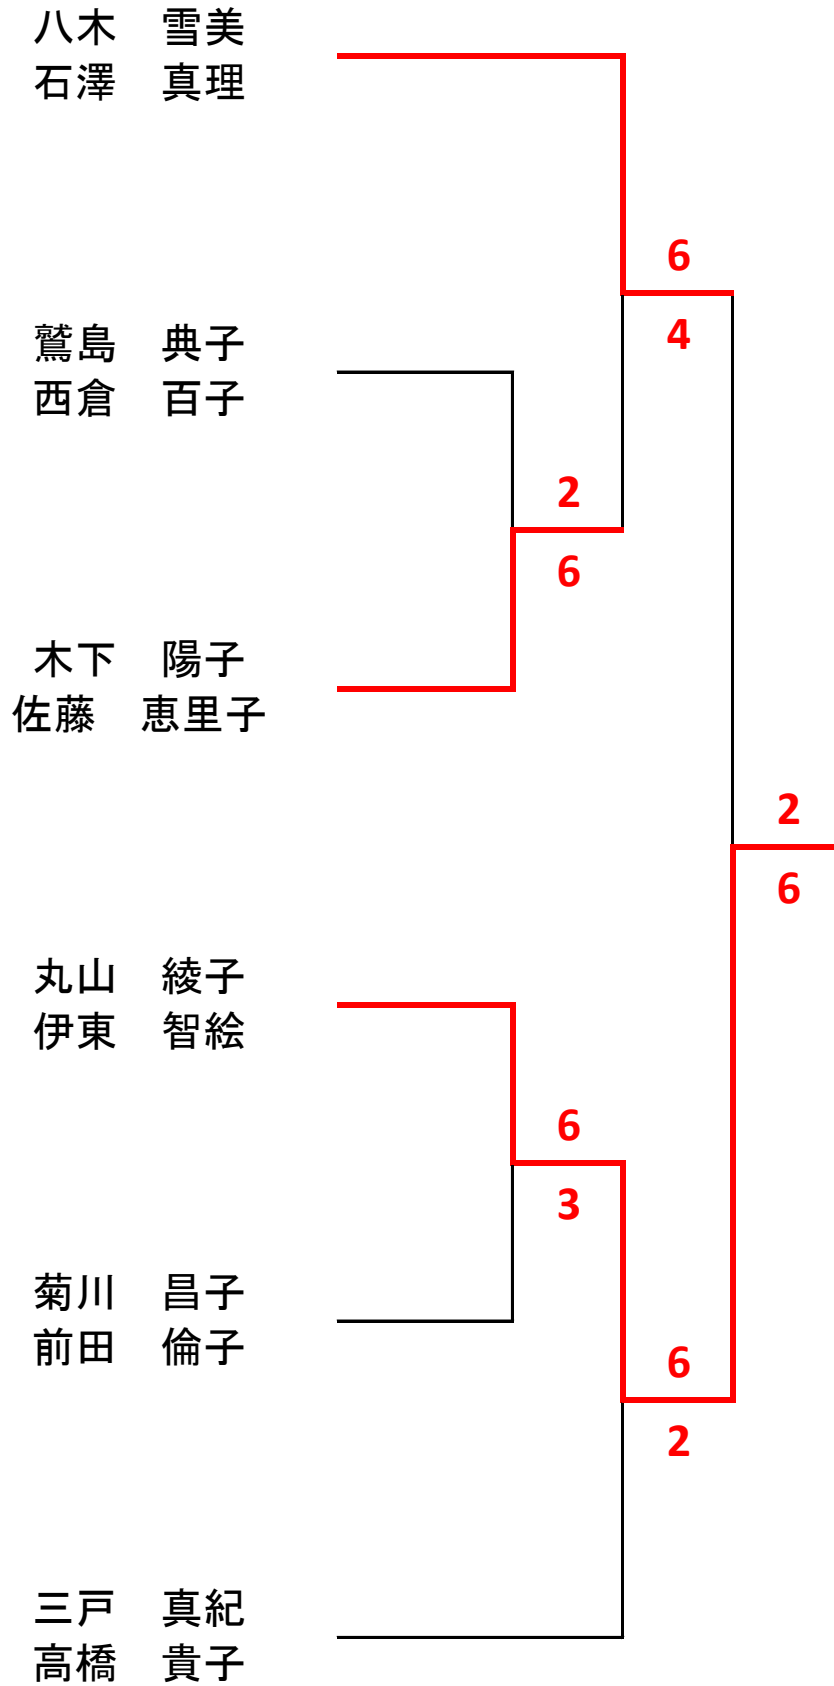 八木　雪美
石澤　真理
6
4
鷲島　典子
西倉　百子
2
6
木下　陽子
佐藤　恵里子
2
6
丸山　綾子
伊東　智絵
6
3
菊川　昌子
前田　倫子
6
2
三戸　真紀
高橋　貴子